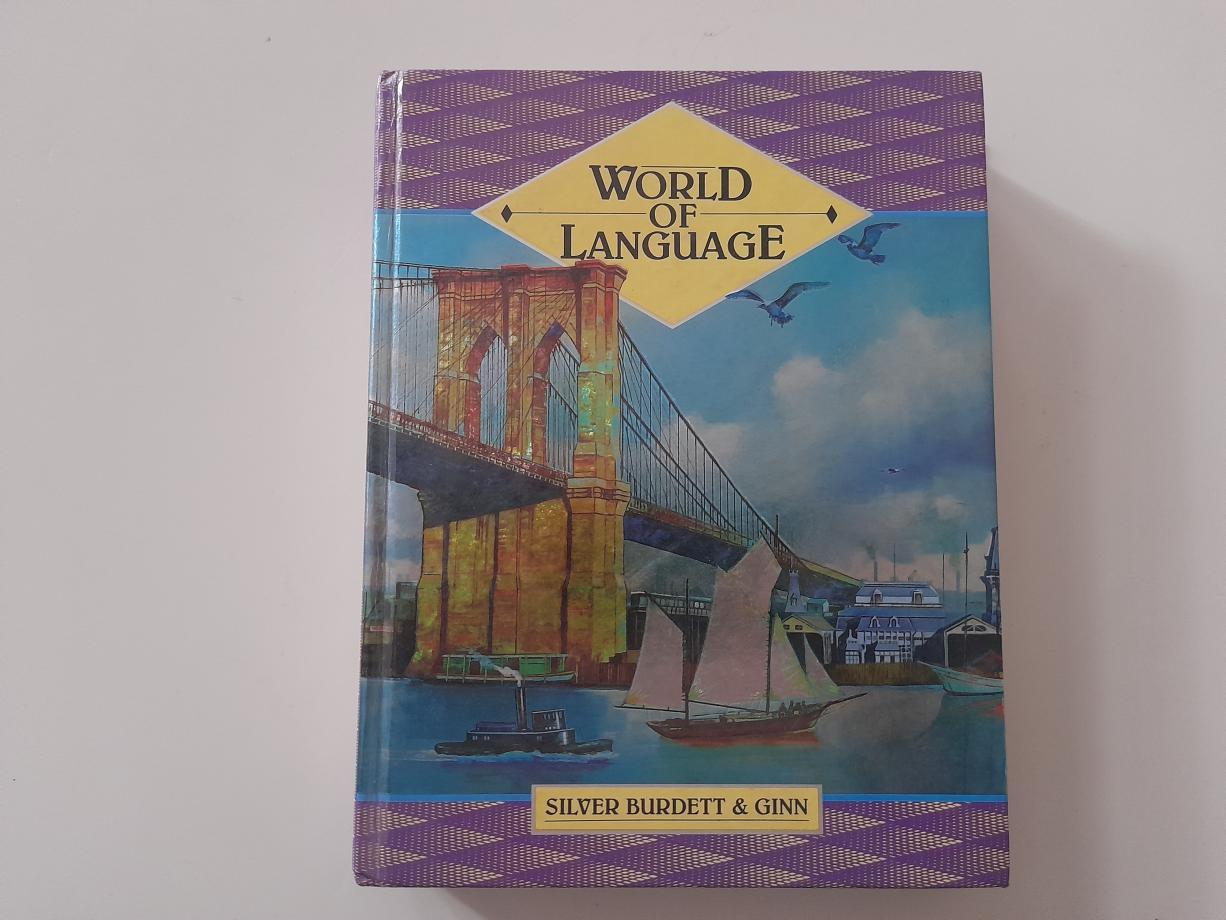 WORLD
OF
LANGUAGE
SILVER BURDETT & GINN